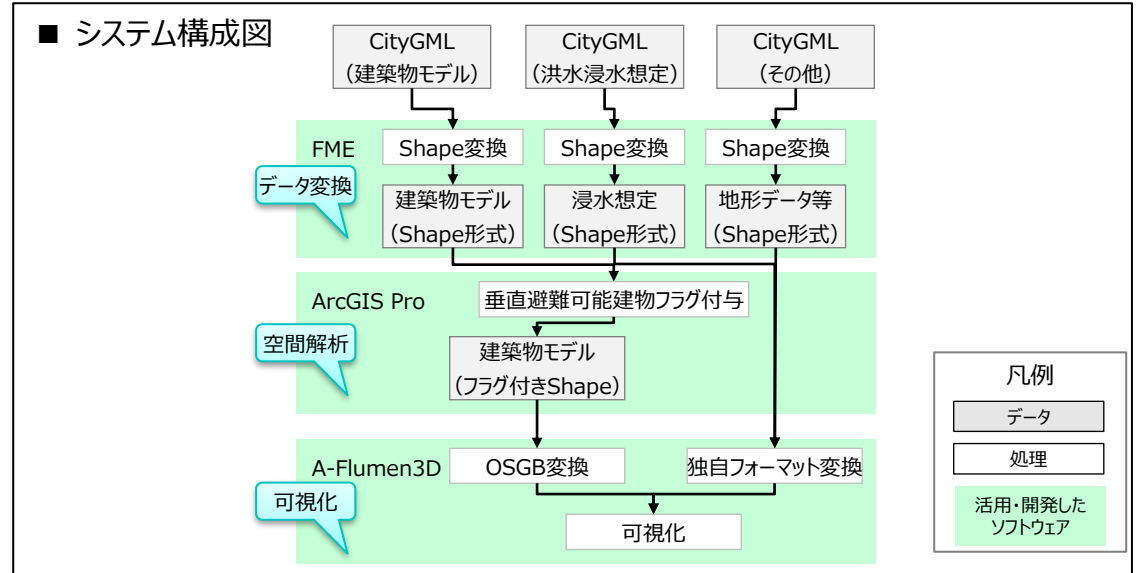 ■ システム構成図
CityGML
（建築物モデル）
CityGML
（洪水浸水想定）
CityGML
（その他）
FME
Shape変換
Shape変換
Shape変換
データ変換
建築物モデル
（Shape形式）
浸水想定
（Shape形式）
地形データ等
（Shape形式）
ArcGIS Pro
垂直避難可能建物フラグ付与
空間解析
建築物モデル
（フラグ付きShape）
A-Flumen3D
OSGB変換
独自フォーマット変換
可視化
可視化
凡例
データ
処理
活用・開発した
ソフトウェア